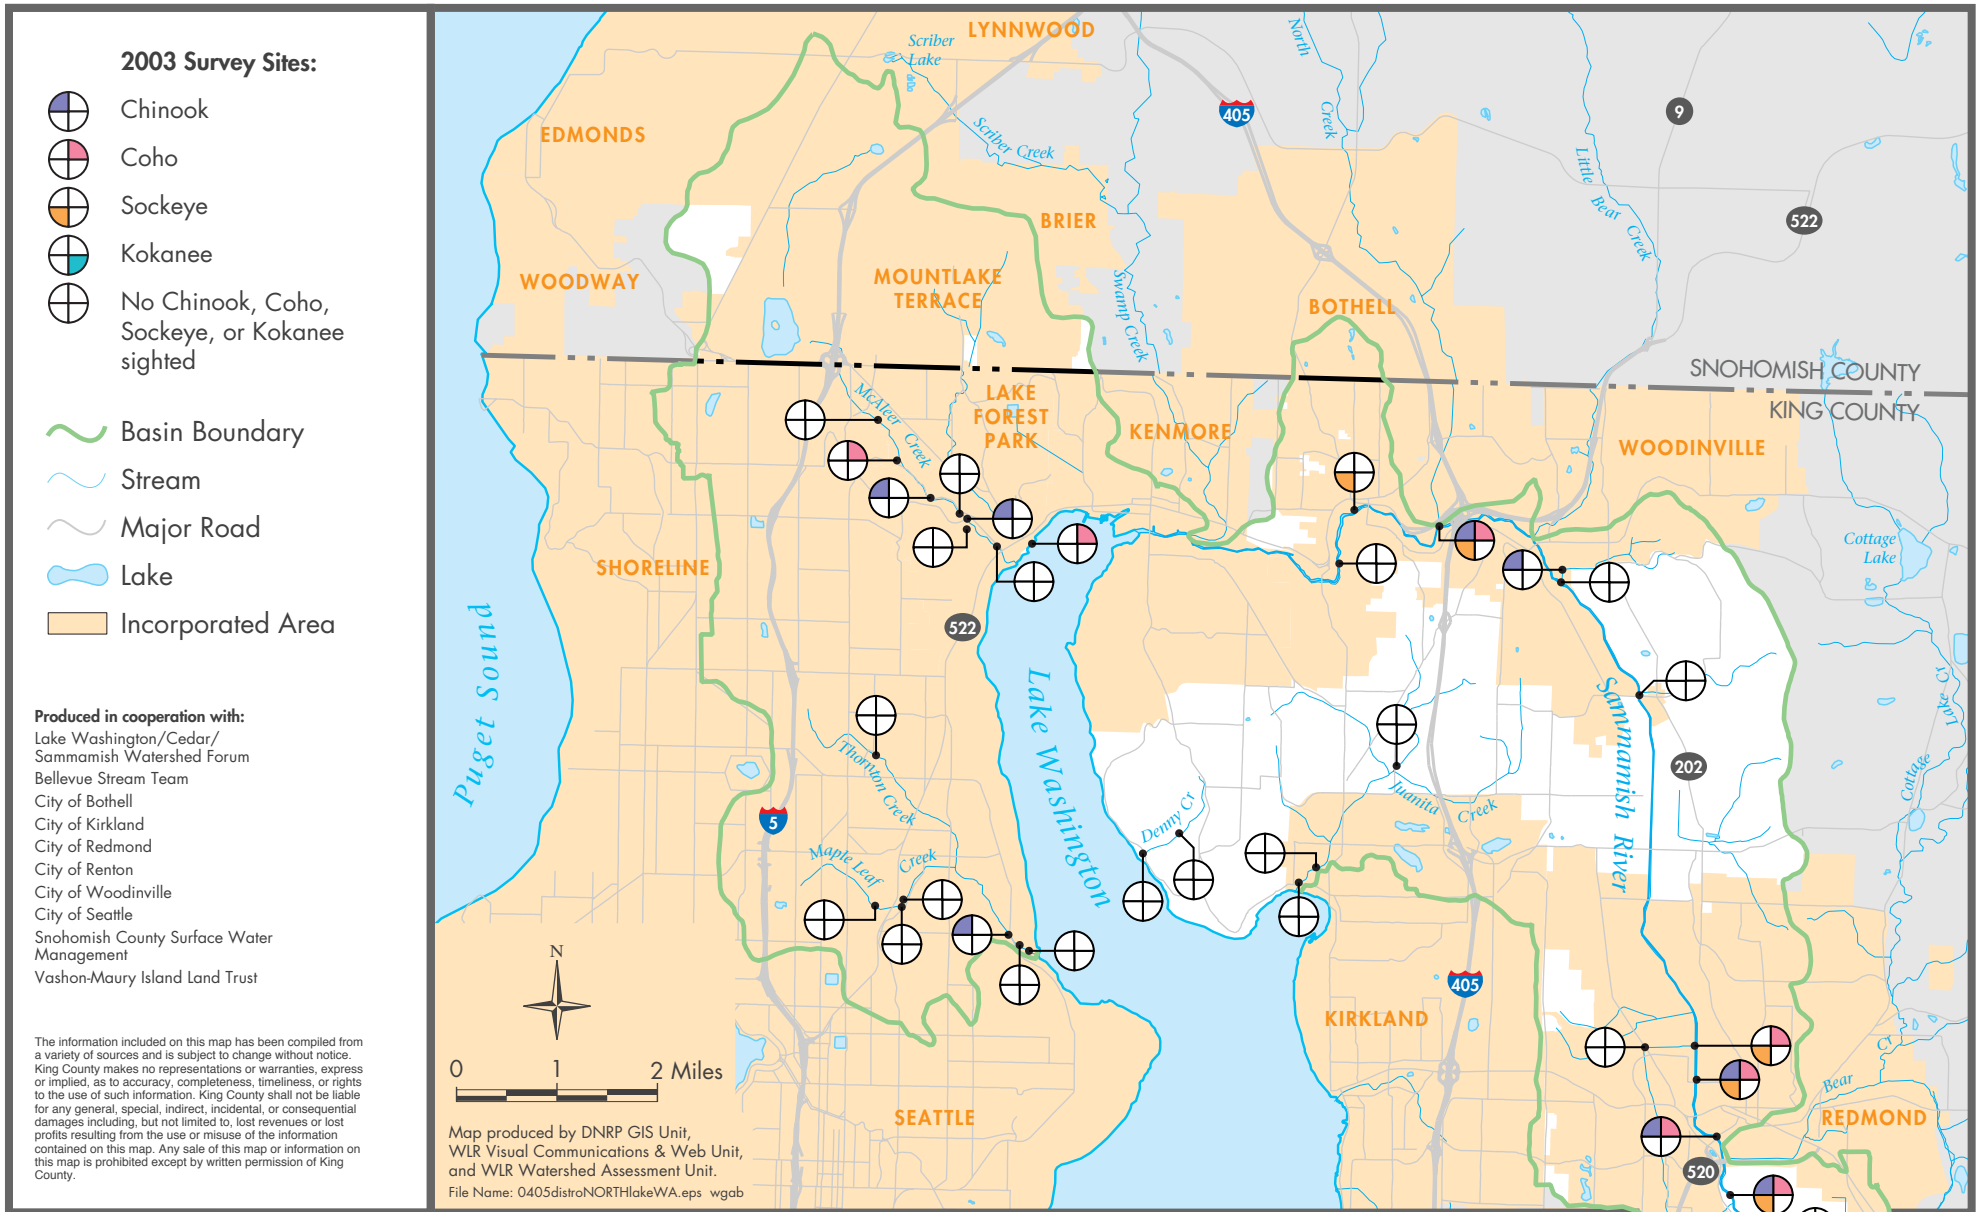 2003 Survey Sites:
Chinook
Coho
Sockeye
Kokanee
No Chinook, Coho,
Sockeye, or Kokanee
sighted
Basin Boundary
Stream
Major Road
Lake
Incorporated Area
Produced in cooperation with:
Lake Washington/Cedar/
Sammamish Watershed Forum
Bellevue Stream Team
City of Bothell
City of Kirkland
City of Redmond
City of Renton
City of Woodinville
City of Seattle
Snohomish County Surface Water
Management
Vashon-Maury Island Land Trust
The information included on this map has been compiled from
a variety of sources and is subject to change without notice.
King County makes no representations or warranties, express
or implied, as to accuracy, completeness, timeliness, or rights
to the use of such information. King County shall not be liable
for any general, special, indirect, incidental, or consequential
damages including, but not limited to, lost revenues or lost
profits resulting from the use or misuse of the information
contained on this map. Any sale of this map or information on
this map is prohibited except by written permission of King
County.
LYNNWOOD
Scriber
Lake
North
Creek
405
9
EDMONDS
Scriber Creek
Little Bear Creek
BRIER
522
WOODWAY
MOUNTLAKE
TERRACE
Swamp Creek
BOTHELL
SNOHOMISH COUNTY
KING COUNTY
McAleer Creek
LAKE
FOREST
PARK
KENMORE
WOODINVILLE
Cottage
Lake
SHORELINE
522
Puget Sound
Lake Washington
Sammamish River
Cottage Lake Cr
202
Thornton Creek
Juanita Creek
Denny Cr
5
Maple Leaf Creek
N
405
KIRKLAND
0 1 2 Miles
SEATTLE
Bear Cr
REDMOND
520
Map produced by DNRP GIS Unit,
WLR Visual Communications & Web Unit,
and WLR Watershed Assessment Unit.
File Name: 0405distroNORTHlakeWA.eps wgab